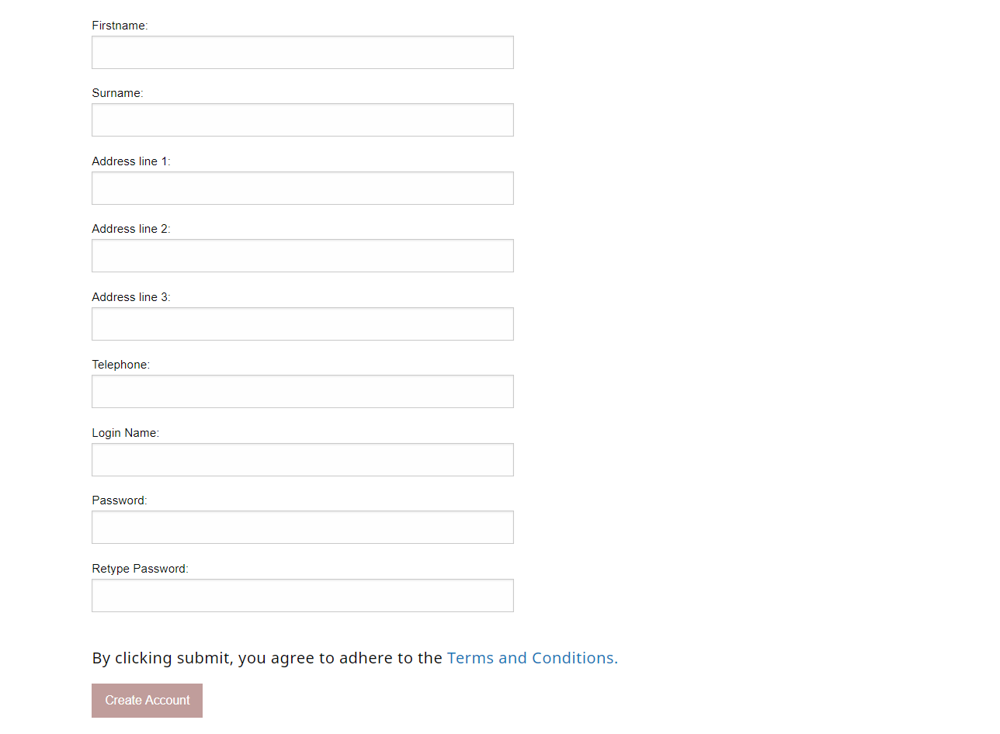 Firstname:
Surname:
Address line 1:
Address line 2:
Address line 3:
Telephone:
Login Name:
Password:
Retype Password:
By clicking submit, you agree to adhere to the Terms and Conditions.
Create Account